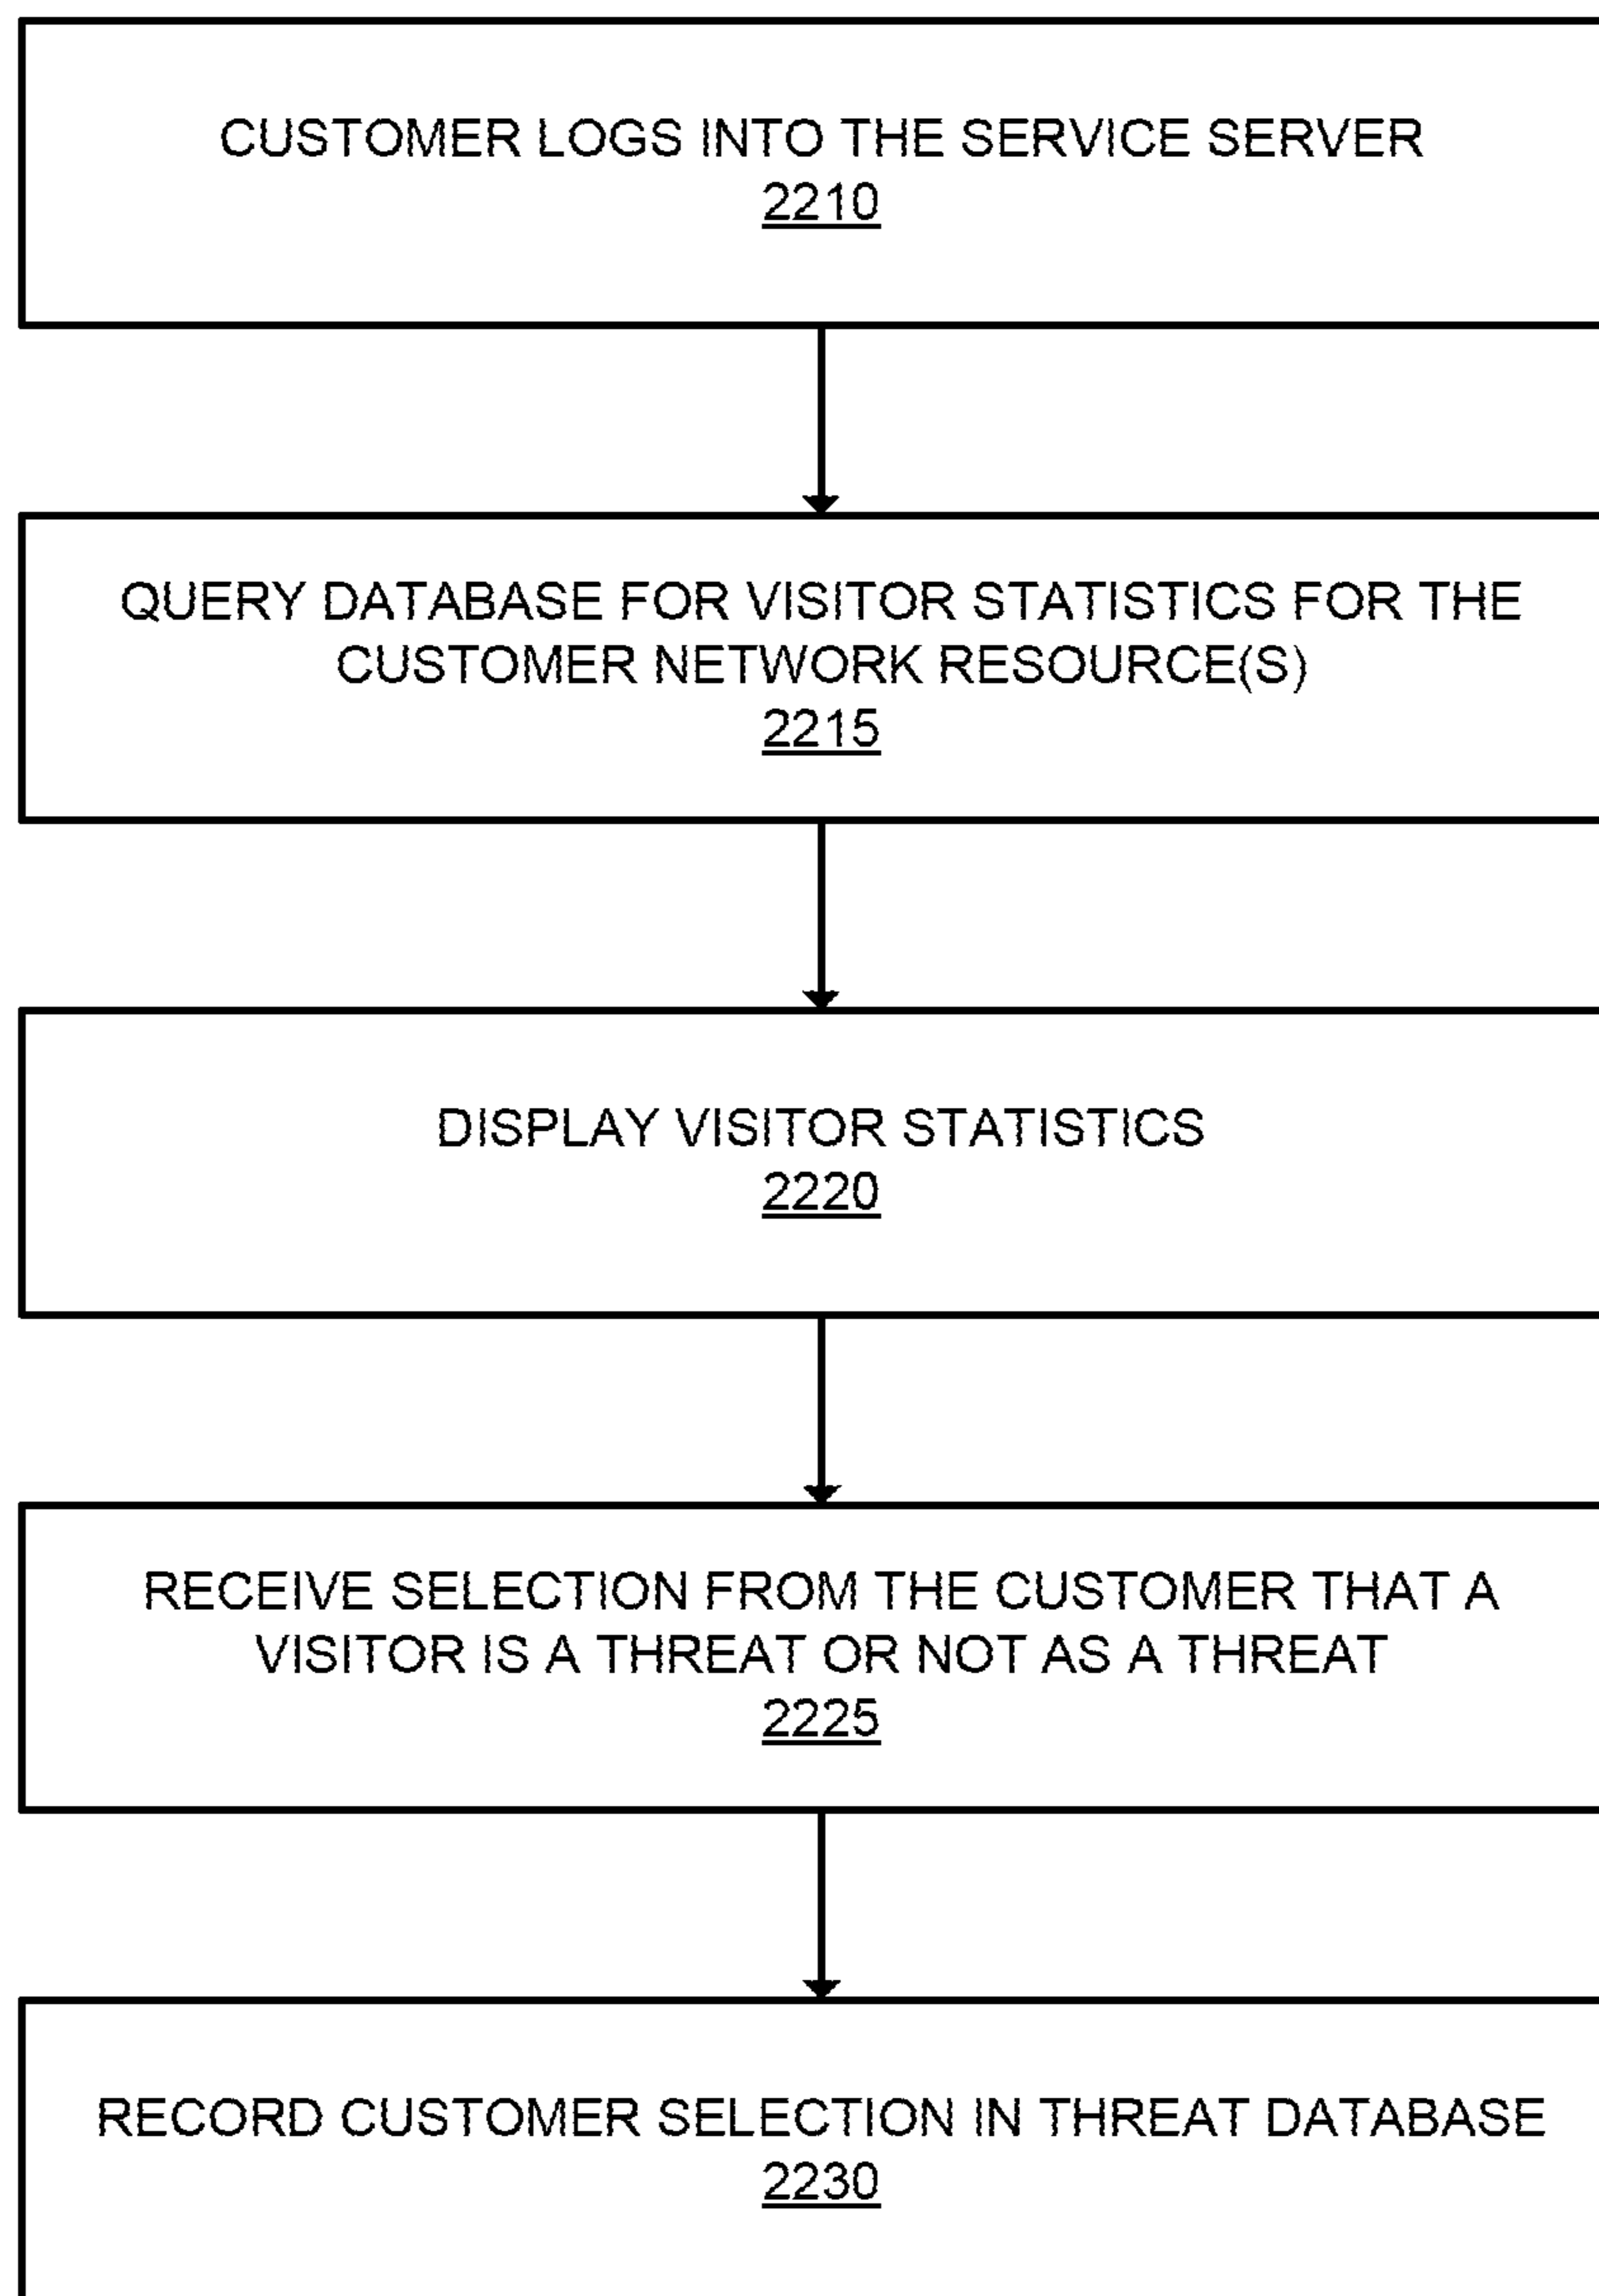 CUSTOMER LOGS INTO THE SERVICE SERVER
2210
QUERY DATABASE FOR VISITOR STATISTICS FOR THE
CUSTOMER NETWORK RESOURCE(S)
2215
DISPLAY VISITOR STATISTICS
2220
RECEIVE SELECTION FROM THE CUSTOMER THAT A
VISITOR IS A THREAT OR NOT AS A THREAT
2225
RECORD CUSTOMER SELECTION IN THREAT DATABASE
2230